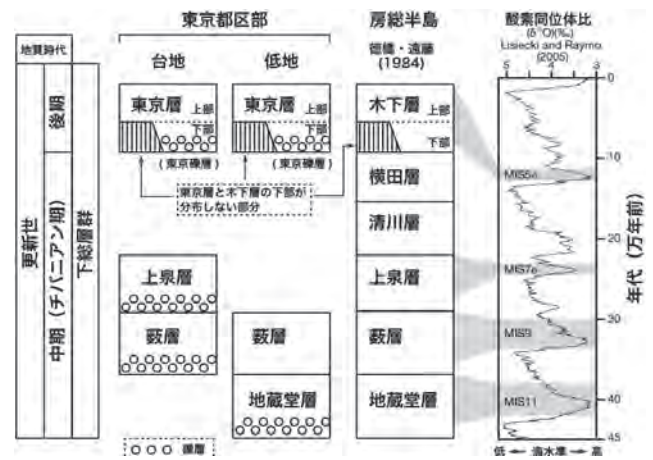 東京都区部
房総半島
酸素同位体比
(δ¹⁸O)(‰)
Lisiecki and Raymo
(2005)
地質時代
台地
低地
徳橋・遠藤
(1984)
5
4
3
更新世
後期
中期(チバニアン期)
下総層群
東京層
上部
下部
(東京礫層)
東京層
上部
下部
(東京礫層)
木下層
上部
下部
東京層と木下層の下部が
分布しない部分
横田層
清川層
上泉層
上泉層
藪層
藪層
藪層
地蔵堂層
地蔵堂層
礫層
MIS5e
MIS7e
MIS9
MIS11
0
10
20
30
40
45
年代(万年前)
低 ← 海水準 → 高